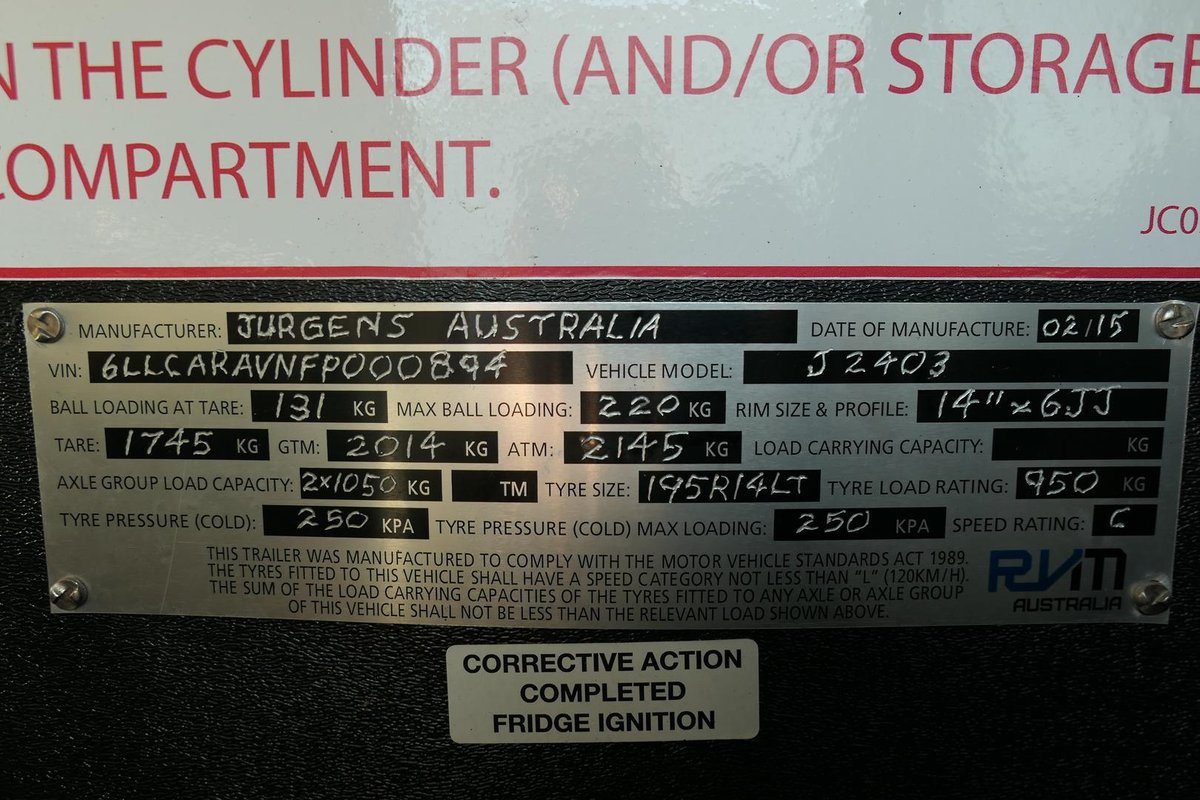 N THE CYLINDER (AND/OR STORAGE
COMPARTMENT.
JC0
MANUFACTURER: JURGENS AUSTRALIA DATE OF MANUFACTURE: 02/15
VIN: 6LLCARAVNFP000894 VEHICLE MODEL: J2403
BALL LOADING AT TARE: 131 KG MAX BALL LOADING: 220 KG RIM SIZE & PROFILE: 14" x 6JJ
TARE: 1745 KG GTM: 2014 KG ATM: 2145 KG LOAD CARRYING CAPACITY: KG
AXLE GROUP LOAD CAPACITY: 2x1050 KG TM TYRE SIZE: 195R14LT TYRE LOAD RATING: 950 KG
TYRE PRESSURE (COLD): 250 KPA TYRE PRESSURE (COLD) MAX LOADING: 250 KPA SPEED RATING:
THIS TRAILER WAS MANUFACTURED TO COMPLY WITH THE MOTOR VEHICLE STANDARDS ACT 1989.
THE TYRES FITTED TO THIS VEHICLE SHALL HAVE A SPEED CATEGORY NOT LESS THAN "L" (120KM/H).
THE SUM OF THE LOAD CARRYING CAPACITIES OF THE TYRES FITTED TO ANY AXLE OR AXLE GROUP
OF THIS VEHICLE SHALL NOT BE LESS THAN THE RELEVANT LOAD SHOWN ABOVE.
RVM
AUSTRALIA
CORRECTIVE ACTION
COMPLETED
FRIDGE IGNITION